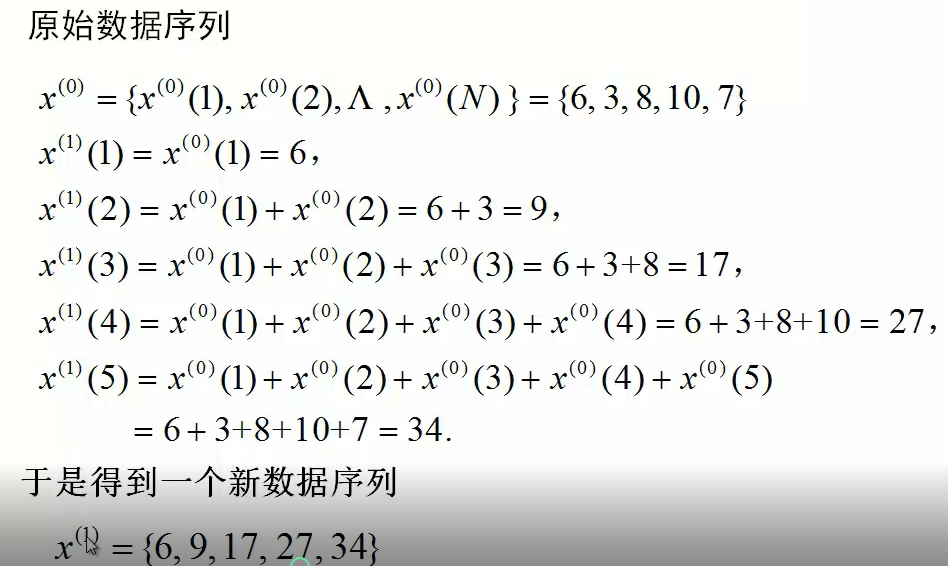 原始数据序列
x⁽⁰⁾ = {x⁽⁰⁾(1), x⁽⁰⁾(2), Λ , x⁽⁰⁾(N) } = {6, 3, 8, 10, 7}
x⁽¹⁾(1) = x⁽⁰⁾(1) = 6，
x⁽¹⁾(2) = x⁽⁰⁾(1) + x⁽⁰⁾(2) = 6 + 3 = 9，
x⁽¹⁾(3) = x⁽⁰⁾(1) + x⁽⁰⁾(2) + x⁽⁰⁾(3) = 6 + 3+8 = 17，
x⁽¹⁾(4) = x⁽⁰⁾(1) + x⁽⁰⁾(2) + x⁽⁰⁾(3) + x⁽⁰⁾(4) = 6 + 3+8+10 = 27，
x⁽¹⁾(5) = x⁽⁰⁾(1) + x⁽⁰⁾(2) + x⁽⁰⁾(3) + x⁽⁰⁾(4) + x⁽⁰⁾(5)
= 6 + 3+8+10+7 = 34.
于是得到一个新数据序列
x⁽¹⁾ = {6, 9, 17, 27, 34}